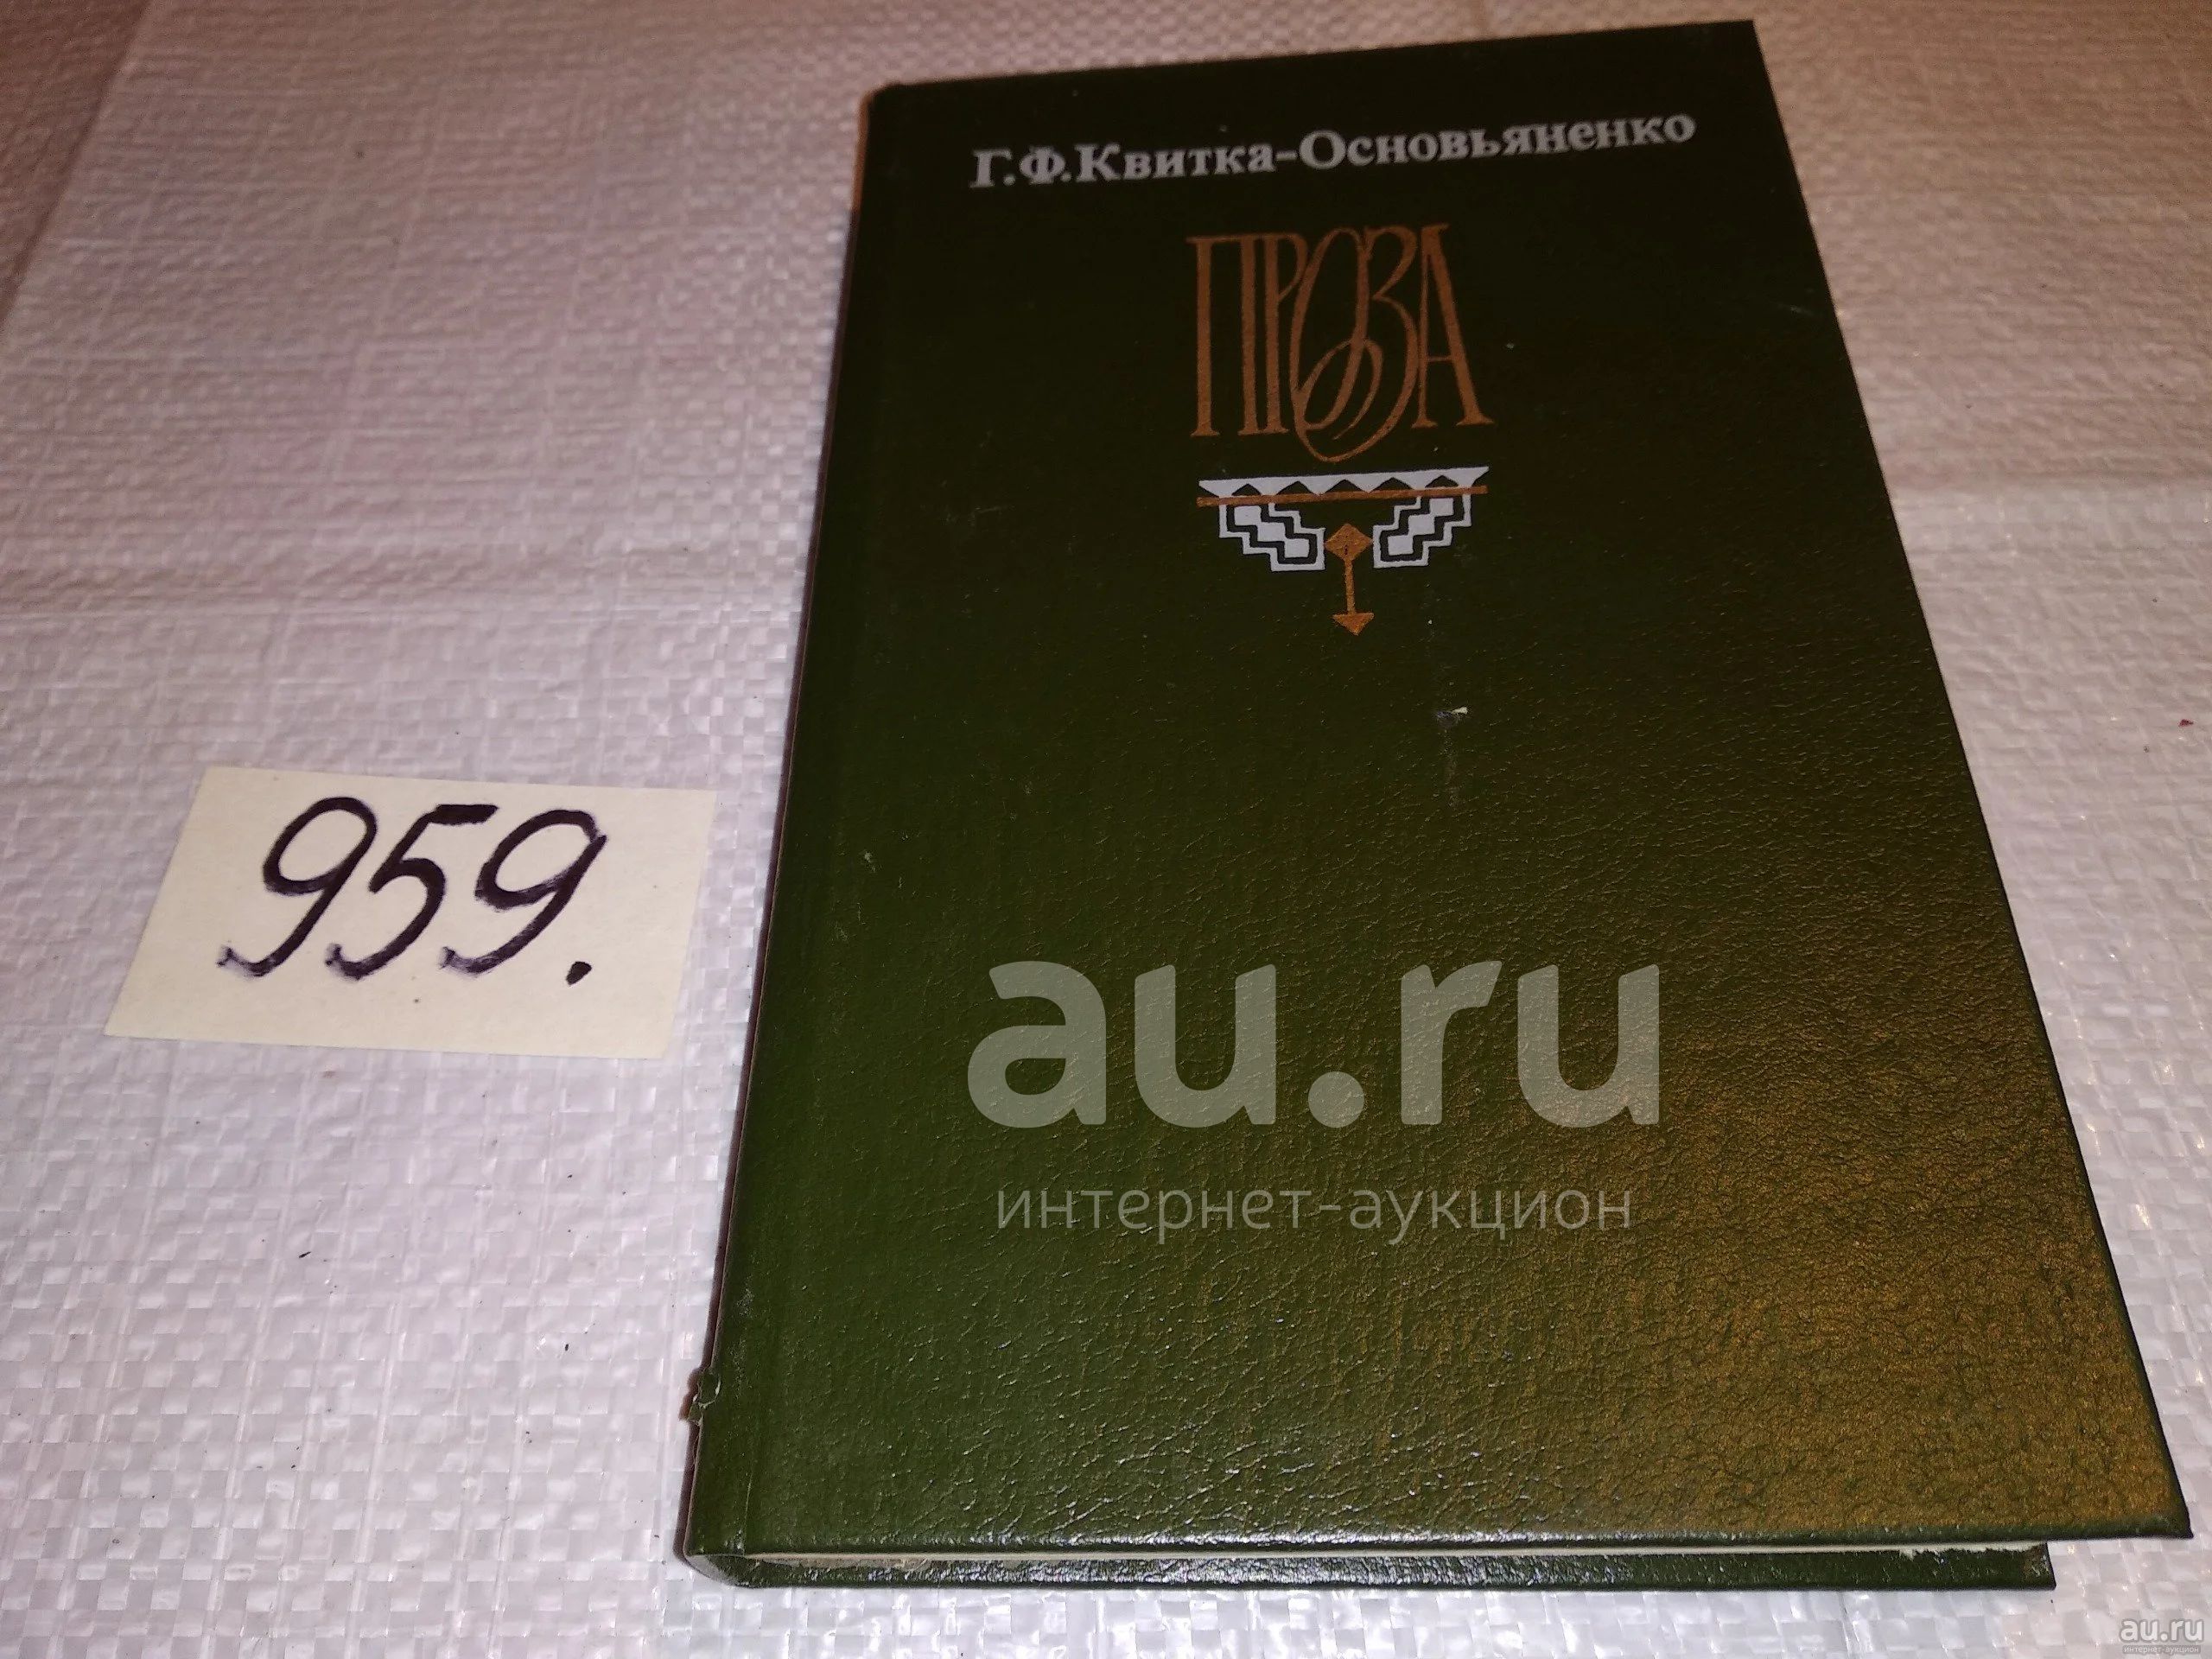 Г.Ф.Квитка-Основьяненко
ПРОЗА
959.
au.ru
интернет-аукцион
au.ru
интернет-аукцион